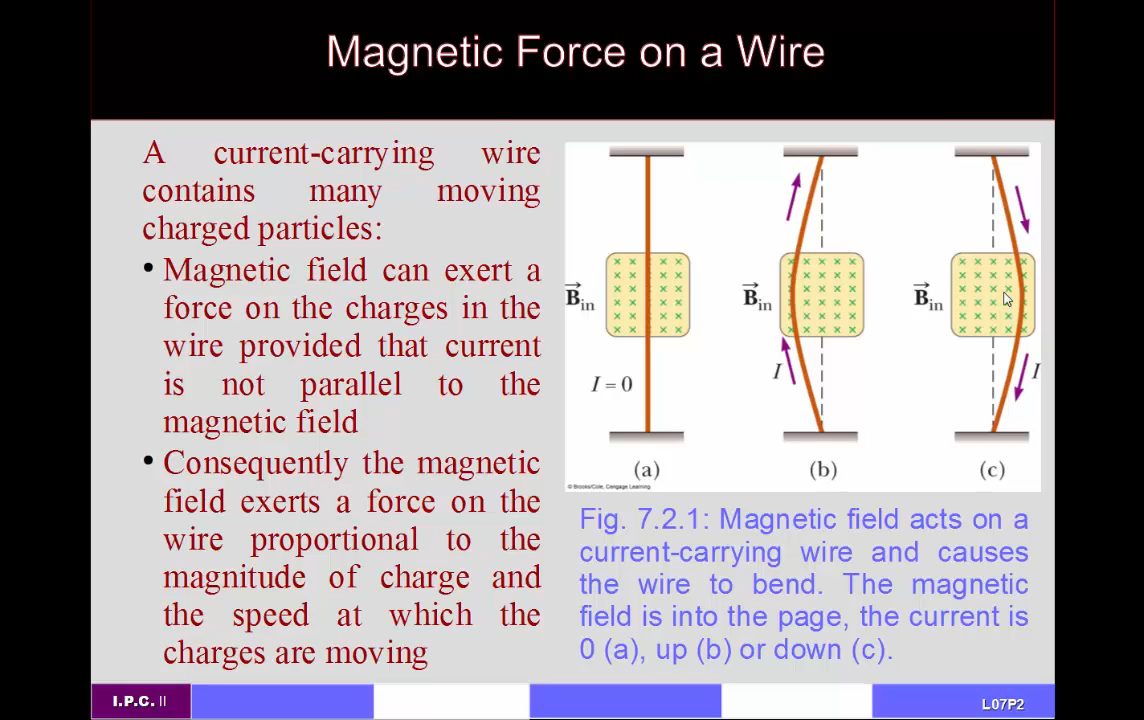 Magnetic Force on a Wire
A current-carrying wire
contains many moving
charged particles:
• Magnetic field can exert a
force on the charges in the
wire provided that current
is not parallel to the
magnetic field
• Consequently the magnetic
field exerts a force on the
wire proportional to the
magnitude of charge and
the speed at which the
charges are moving
B⃗in
I = 0
(a)
B⃗in
I
(b)
B⃗in
I
(c)
© Brooks/Cole, Cengage Learning
Fig. 7.2.1: Magnetic field acts on a
current-carrying wire and causes
the wire to bend. The magnetic
field is into the page, the current is
0 (a), up (b) or down (c).
I.P.C. II
L07P2